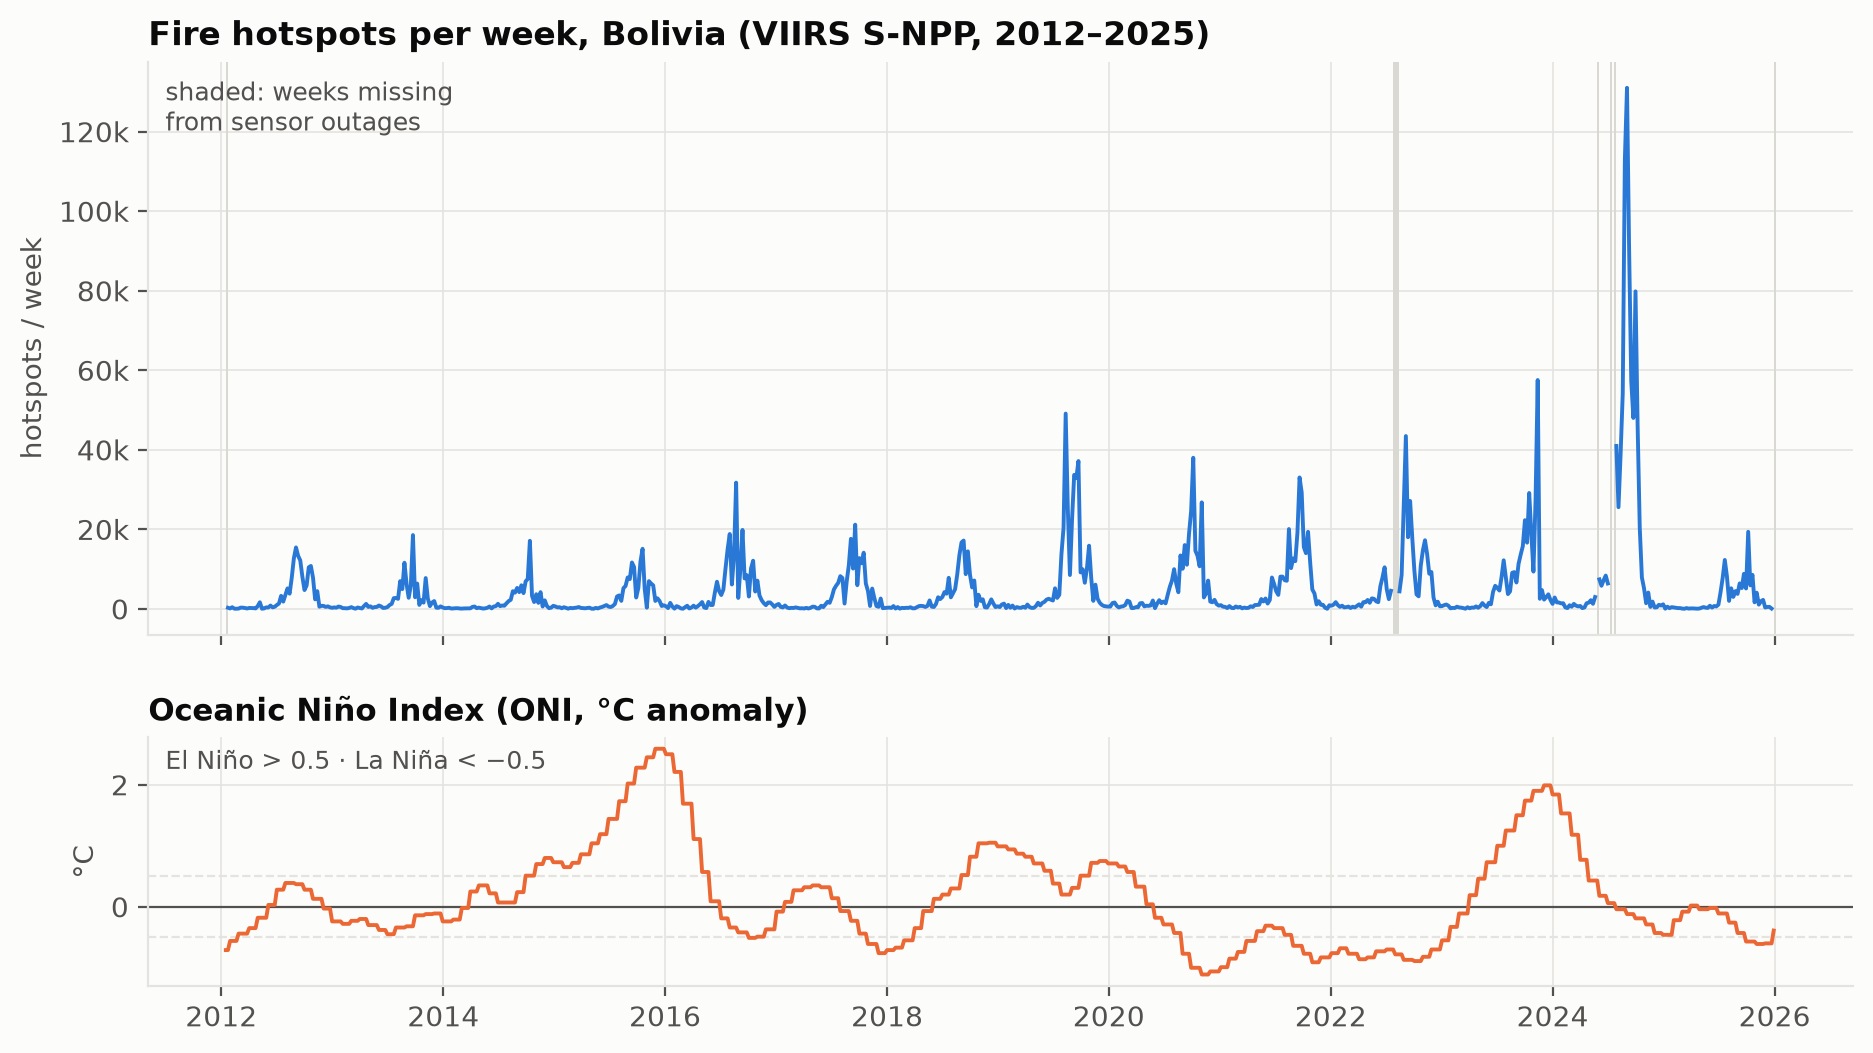 Fire hotspots per week, Bolivia (VIIRS S-NPP, 2012–2025)
shaded: weeks missing
from sensor outages
120k
100k
80k
60k
40k
20k
0
hotspots / week
Oceanic Niño Index (ONI, °C anomaly)
El Niño > 0.5 · La Niña < −0.5
2
0
°C
2012
2014
2016
2018
2020
2022
2024
2026